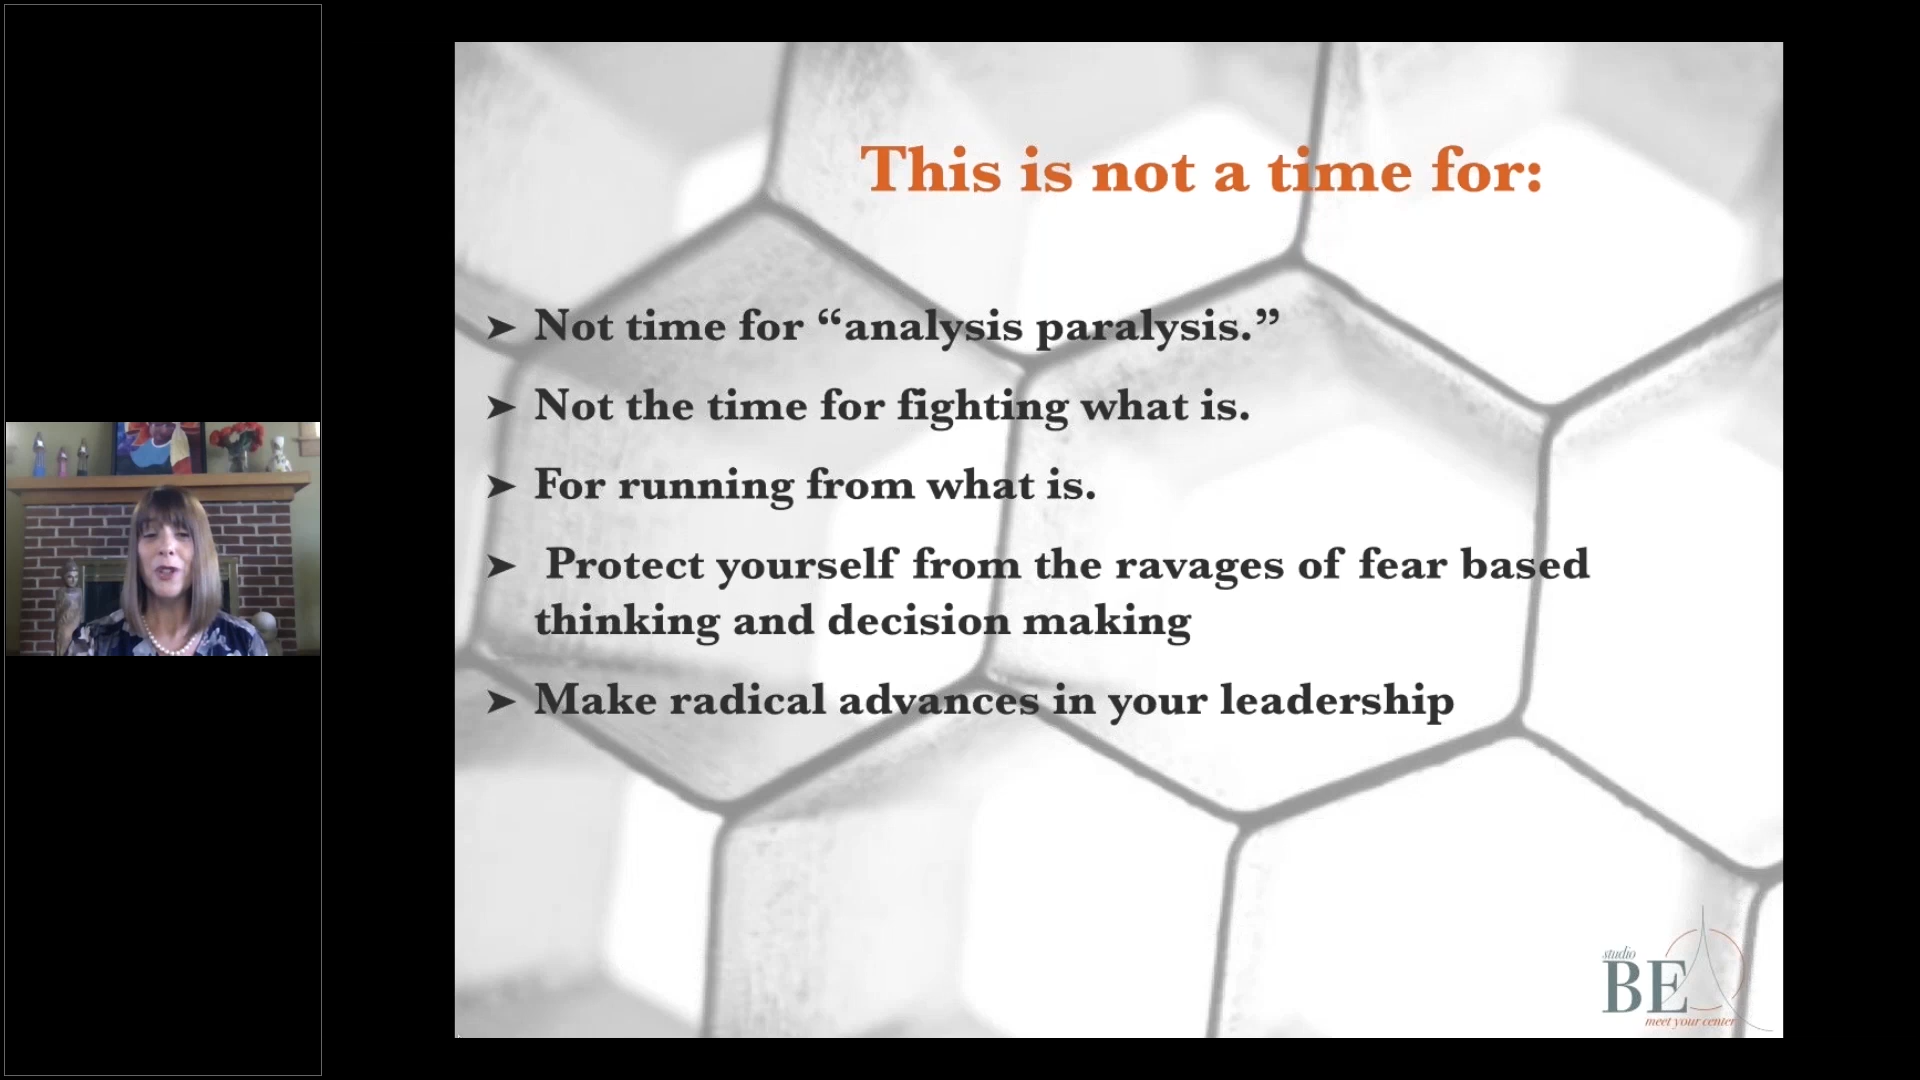 This is not a time for:
➤ Not time for “analysis paralysis.”
➤ Not the time for fighting what is.
➤ For running from what is.
➤ Protect yourself from the ravages of fear based
thinking and decision making
➤ Make radical advances in your leadership
studio
BE
meet your center